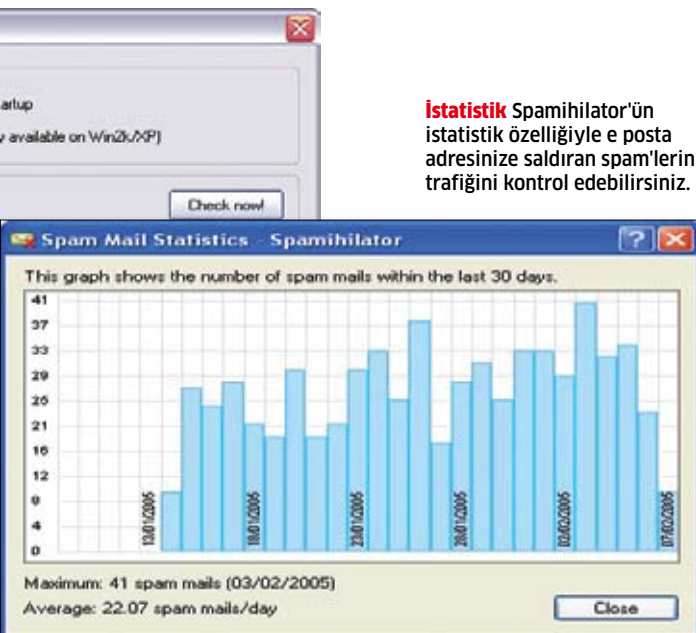 artup
y available on Win2k/XP)
Check now!
İstatistik Spamihilator'ün
istatistik özelliğiyle e posta
adresinize saldıran spam'lerin
trafiğini kontrol edebilirsiniz.
Spam Mail Statistics - Spamihilator
This graph shows the number of spam mails within the last 30 days.
41
37
33
29
25
21
16
12
9
4
0
13/01/2005
18/01/2005
23/01/2005
28/01/2005
03/02/2005
07/02/2005
Maximum: 41 spam mails (03/02/2005)
Average: 22.07 spam mails/day
Close